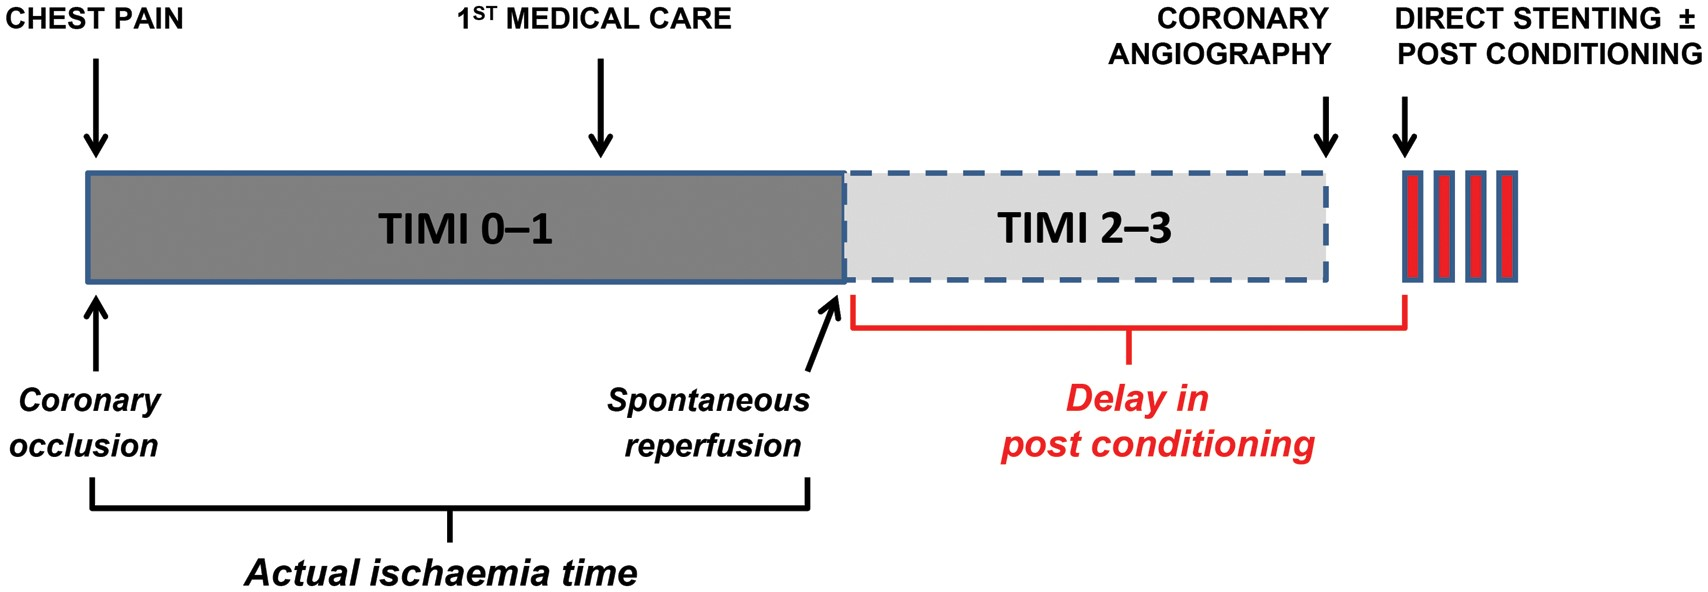 CHEST PAIN
1ST MEDICAL CARE
CORONARY
ANGIOGRAPHY
DIRECT STENTING ±
POST CONDITIONING
TIMI 0–1
TIMI 2–3
Coronary
occlusion
Spontaneous
reperfusion
Delay in
post conditioning
Actual ischaemia time